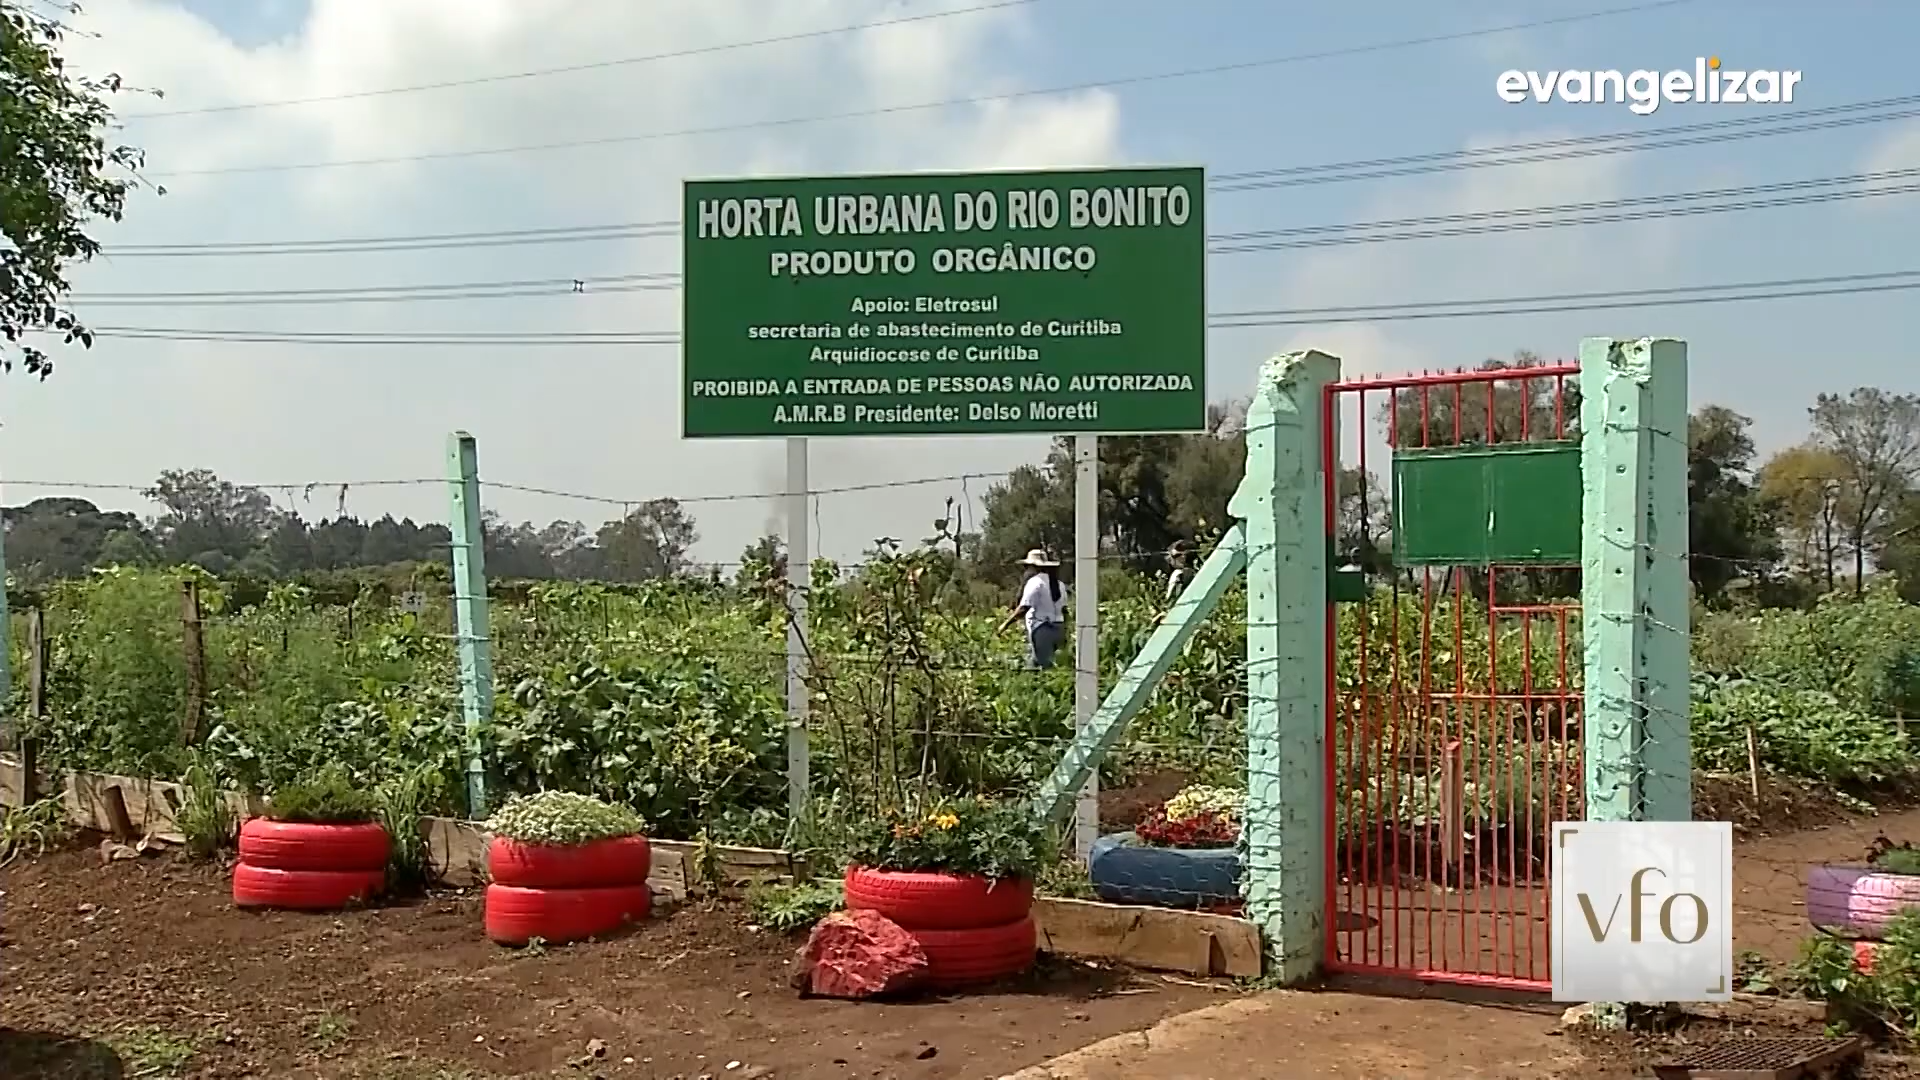 evangelizar
HORTA URBANA DO RIO BONITO
PRODUTO ORGÂNICO
Apoio: Eletrosul
secretaria de abastecimento de Curitiba
Arquidiocese de Curitiba
PROIBIDA A ENTRADA DE PESSOAS NÃO AUTORIZADA
A.M.R.B Presidente: Delso Moretti
vfo